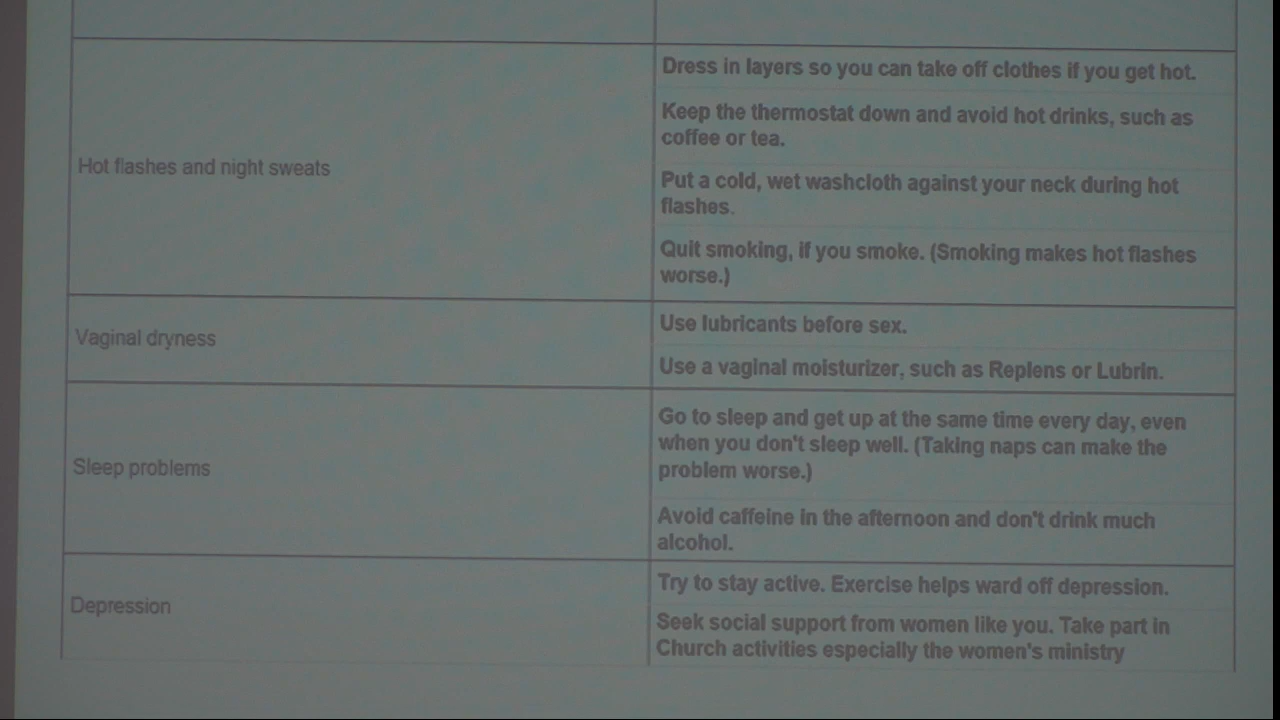 Dress in layers so you can take off clothes if you get hot.
Keep the thermostat down and avoid hot drinks, such as
coffee or tea.
Hot flashes and night sweats
Put a cold, wet washcloth against your neck during hot
flashes.
Quit smoking, if you smoke. (Smoking makes hot flashes
worse.)
Vaginal dryness
Use lubricants before sex.
Use a vaginal moisturizer, such as Replens or Lubrin.
Sleep problems
Go to sleep and get up at the same time every day, even
when you don't sleep well. (Taking naps can make the
problem worse.)
Avoid caffeine in the afternoon and don't drink much
alcohol.
Depression
Try to stay active. Exercise helps ward off depression.
Seek social support from women like you. Take part in
Church activities especially the women's ministry